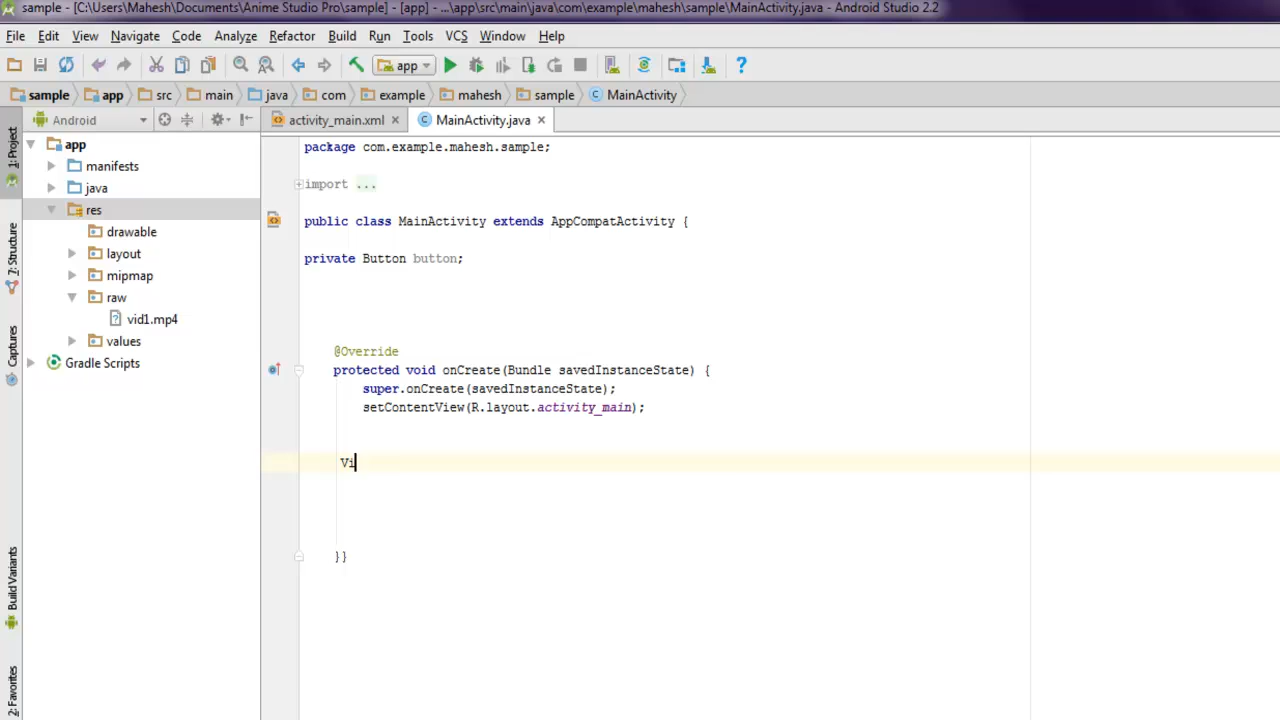 sample - [C:\Users\Mahesh\Documents\Anime Studio Pro\sample] - [app] - ...\app\src\main\java\com\example\mahesh\sample\MainActivity.java - Android Studio 2.2
File Edit View Navigate Code Analyze Refactor Build Run Tools VCS Window Help
app
sample app src main java com example mahesh sample MainActivity
Android
activity_main.xml MainActivity.java
1: Project
7: Structure
Captures
Build Variants
2: Favorites
app
manifests
java
res
drawable
layout
mipmap
raw
vid1.mp4
values
Gradle Scripts
package com.example.mahesh.sample;
import ...
public class MainActivity extends AppCompatActivity {
private Button button;
@Override
protected void onCreate(Bundle savedInstanceState) {
super.onCreate(savedInstanceState);
setContentView(R.layout.activity_main);
Vi
}}